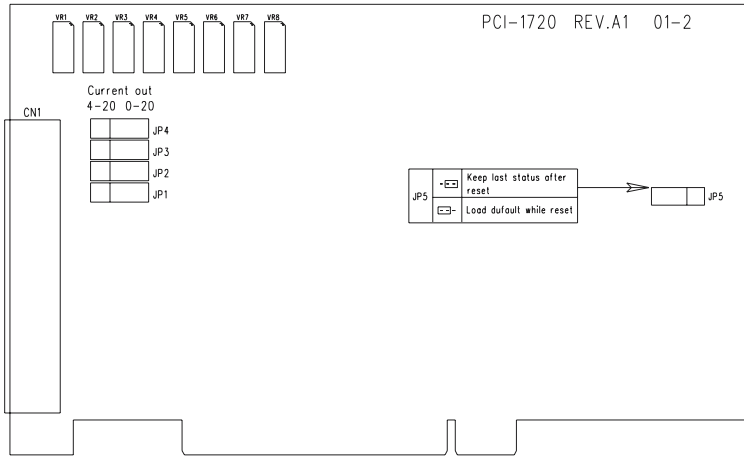 VR1 VR2 VR3 VR4 VR5 VR6 VR7 VR8
PCI-1720 REV.A1 01-2
Current out
4-20 0-20
CN1
JP4
JP3
JP2
JP1
JP5
Keep last status after
reset
Load dufault while reset
JP5